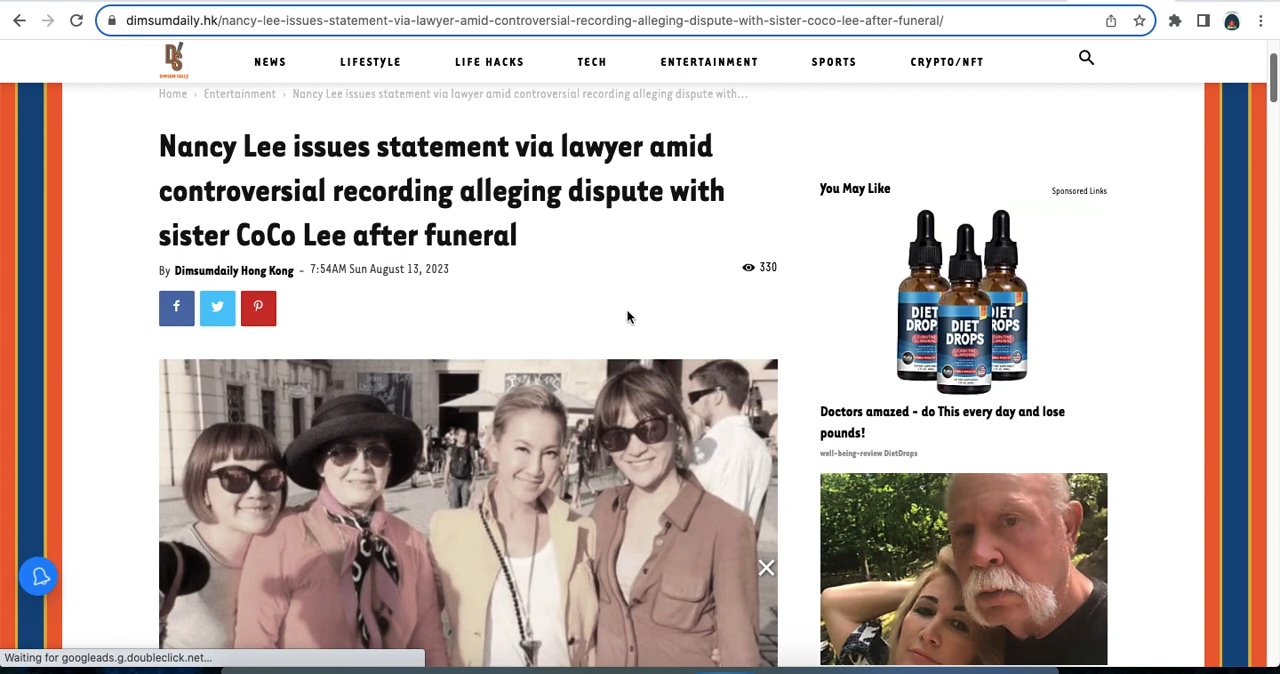 dimsumdaily.hk/nancy-lee-issues-statement-via-lawyer-amid-controversial-recording-alleging-dispute-with-sister-coco-lee-after-funeral/
DS
DIMSUM DAILY
NEWS
LIFESTYLE
LIFE HACKS
TECH
ENTERTAINMENT
SPORTS
CRYPTO/NFT
Home › Entertainment › Nancy Lee issues statement via lawyer amid controversial recording alleging dispute with...
Nancy Lee issues statement via lawyer amid
controversial recording alleging dispute with
sister CoCo Lee after funeral
By Dimsumdaily Hong Kong - 7:54AM Sun August 13, 2023
330
You May Like
Sponsored Links
DIET
DROPS
DIET
DROPS
DIET
DROPS
Doctors amazed - do This every day and lose
pounds!
well-being-review DietDrops
Waiting for googleads.g.doubleclick.net...